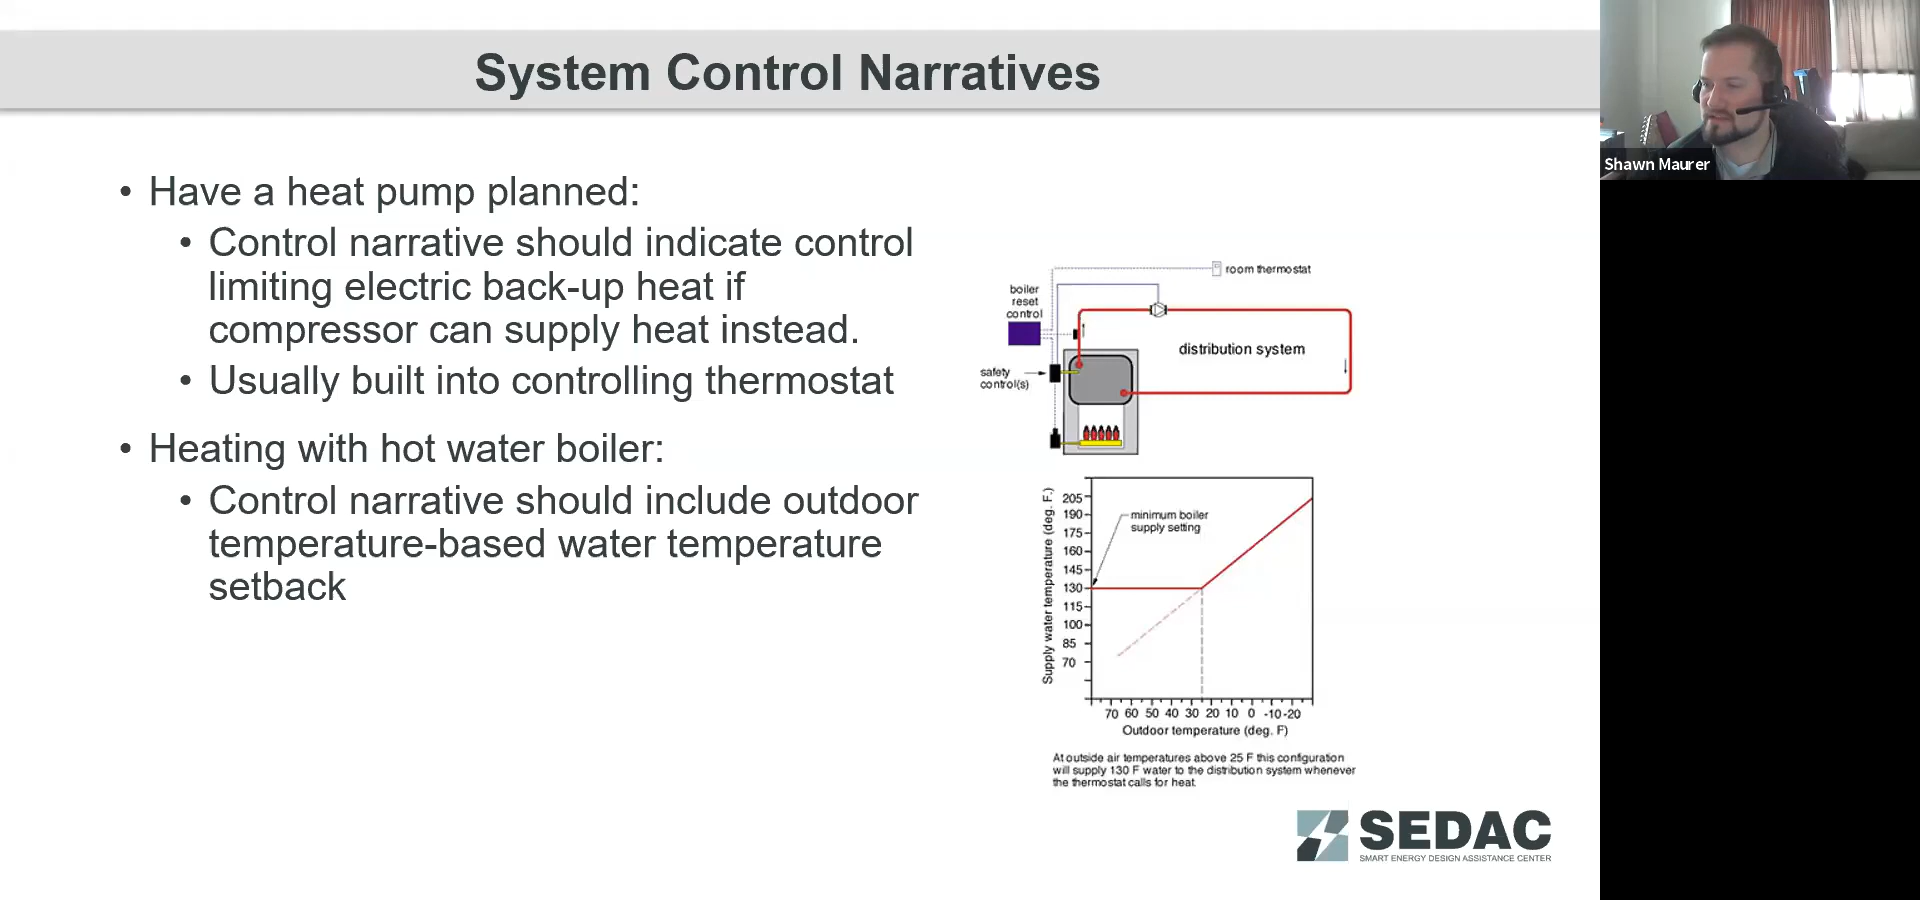 System Control Narratives
Shawn Maurer
• Have a heat pump planned:
• Control narrative should indicate control
limiting electric back-up heat if
compressor can supply heat instead.
• Usually built into controlling thermostat
• Heating with hot water boiler:
• Control narrative should include outdoor
temperature-based water temperature
setback
room thermostat
boiler
reset
control
distribution system
safety
control(s)
Supply water temperature (deg. F.)
205
190
175
160
145
130
115
100
85
70
minimum boiler
supply setting
70 60 50 40 30 20 10 0 -10 -20
Outdoor temperature (deg. F)
At outside air temperatures above 25 F this configuration
will supply 130 F water to the distribution system whenever
the thermostat calls for heat.
SEDAC
SMART ENERGY DESIGN ASSISTANCE CENTER